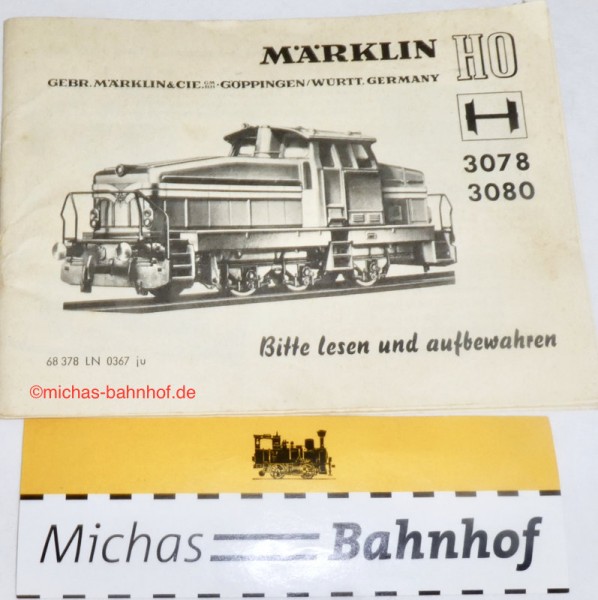 MÄRKLIN HO
GEBR. MÄRKLIN & CIE. GMBH · GÖPPINGEN/WÜRTT. GERMANY
3078
3080
Bitte lesen und aufbewahren
68 378 LN 0367 ju
©michas-bahnhof.de
Michas Bahnhof